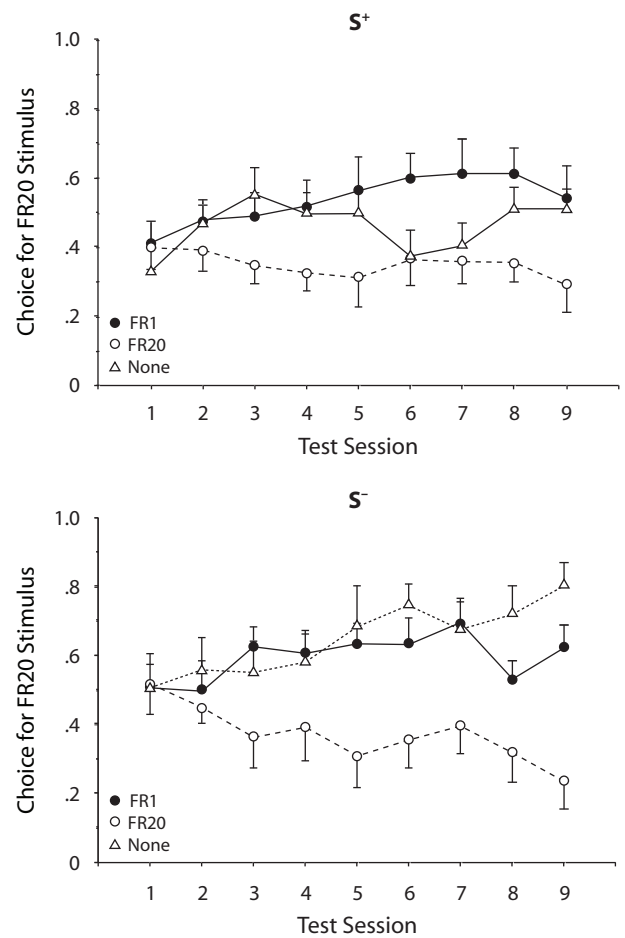 S⁺
Choice for FR20 Stimulus
1.0
.8
.6
.4
.2
0
FR1
FR20
None
1 2 3 4 5 6 7 8 9
Test Session
S⁻
Choice for FR20 Stimulus
1.0
.8
.6
.4
.2
0
FR1
FR20
None
1 2 3 4 5 6 7 8 9
Test Session